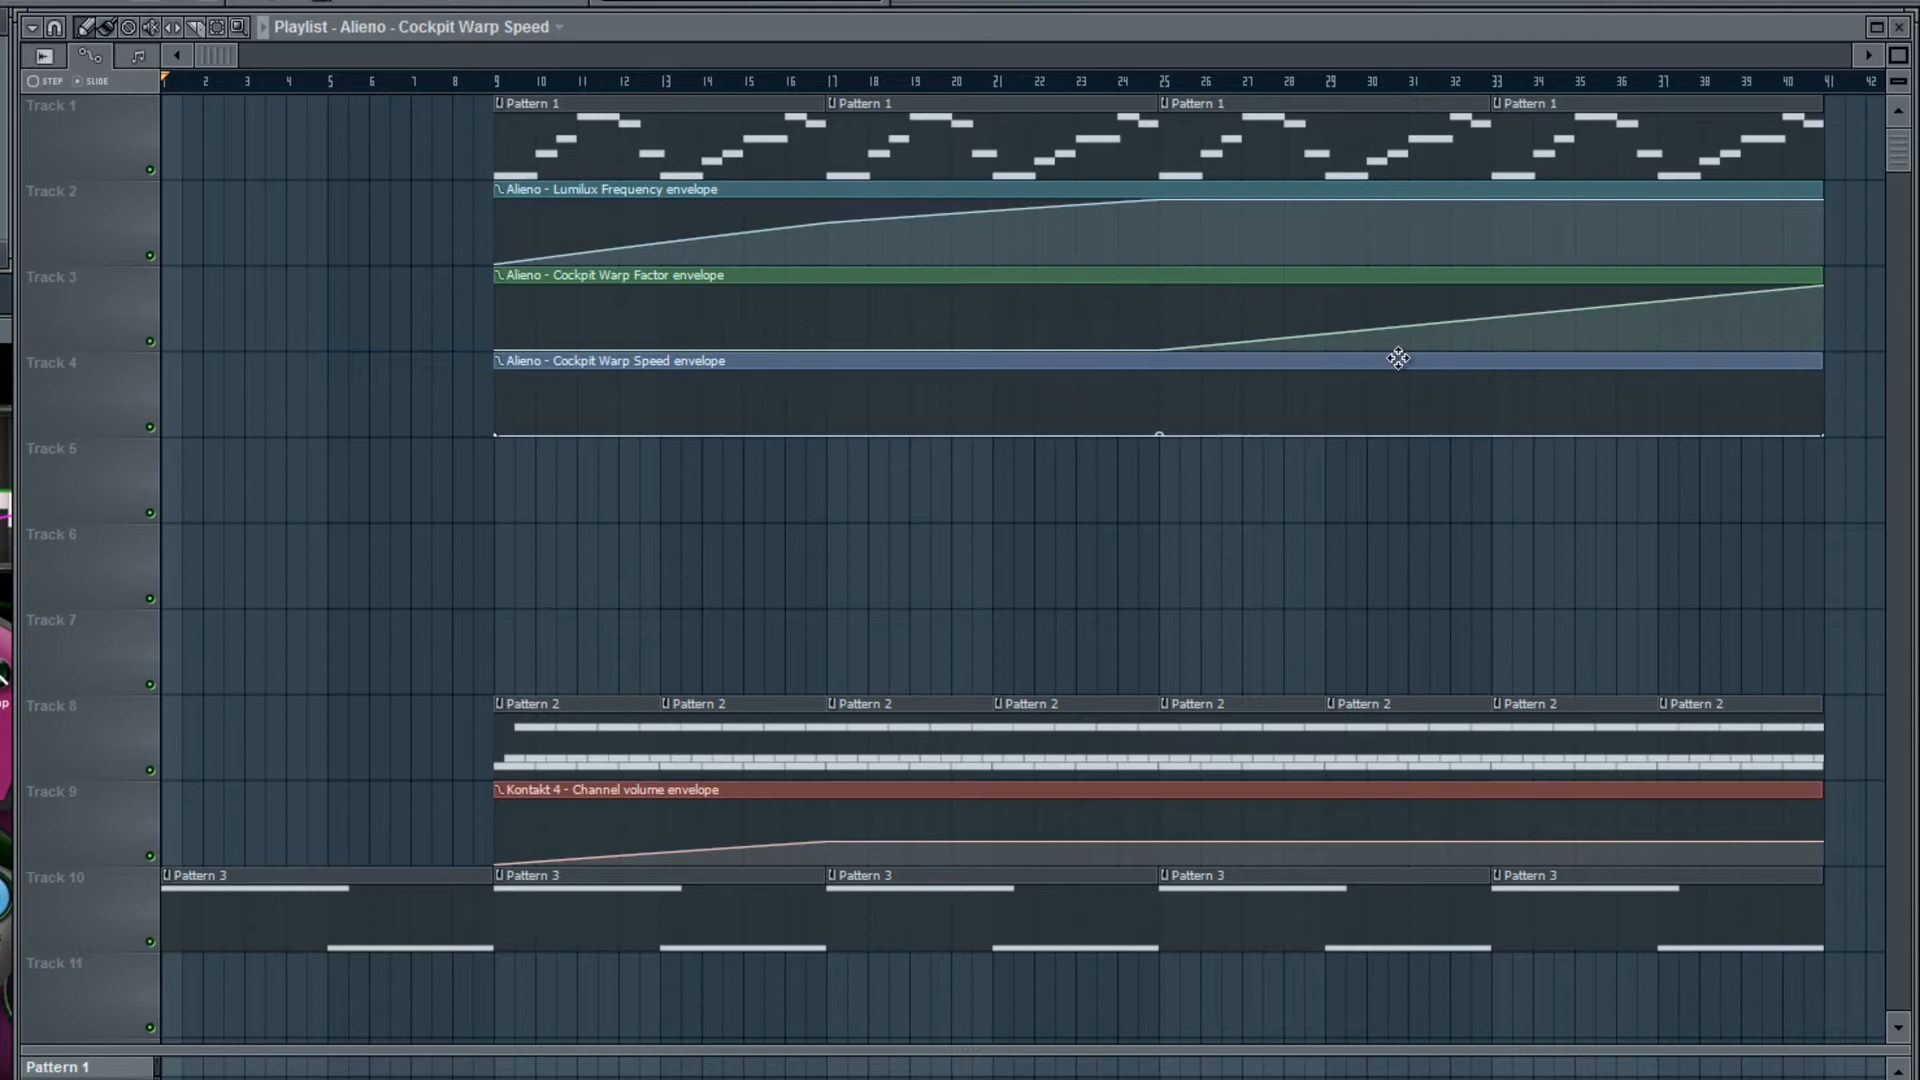 Playlist - Alieno - Cockpit Warp Speed
STEP SLIDE
2 3 4 5 6 7 8 9 10 11 12 13 14 15 16 17 18 19 20 21 22 23 24 25 26 27 28 29 30 31 32 33 34 35 36 37 38 39 40 41 42
Track 1
Pattern 1 Pattern 1 Pattern 1 Pattern 1
Track 2
Alieno - Lumilux Frequency envelope
Track 3
Alieno - Cockpit Warp Factor envelope
Track 4
Alieno - Cockpit Warp Speed envelope
Track 5
Track 6
Track 7
Track 8
Pattern 2 Pattern 2 Pattern 2 Pattern 2 Pattern 2 Pattern 2 Pattern 2 Pattern 2
Track 9
Kontakt 4 - Channel volume envelope
Track 10
Pattern 3 Pattern 3 Pattern 3 Pattern 3 Pattern 3
Track 11
Pattern 1